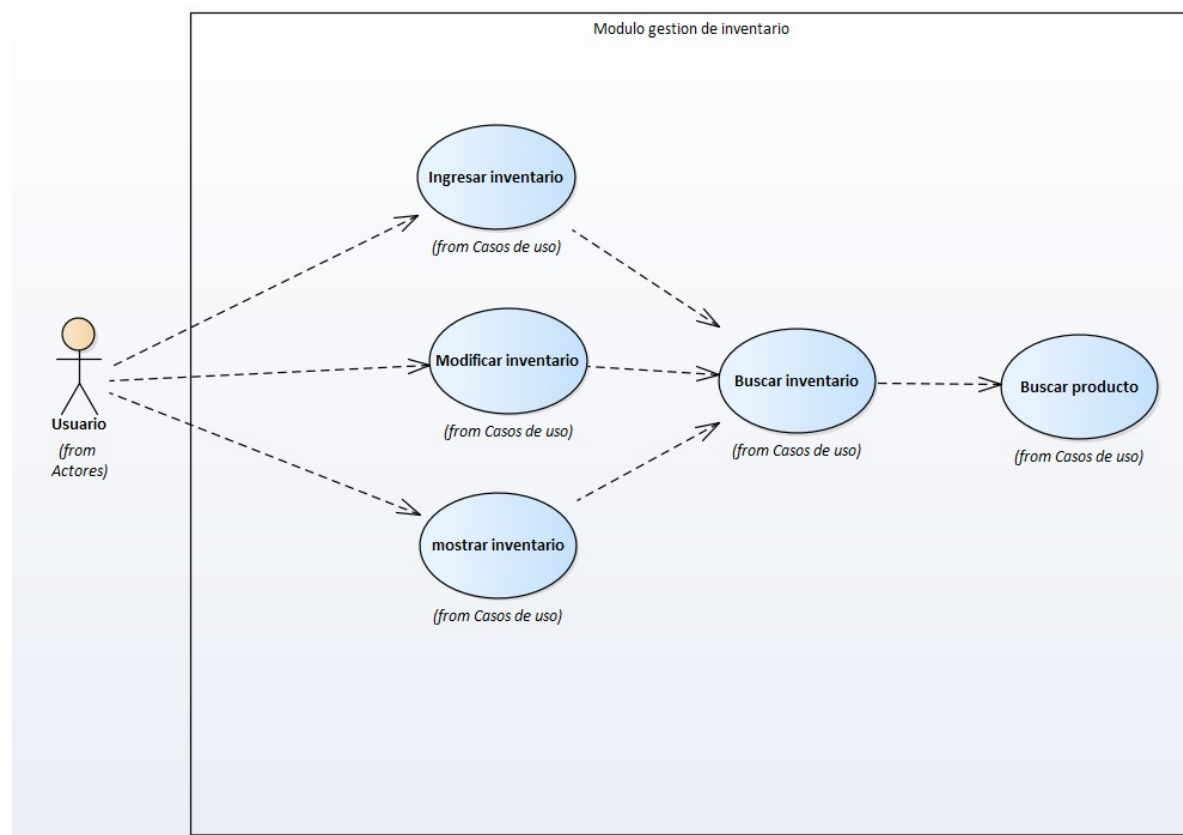 Modulo gestion de inventario
Ingresar inventario
(from Casos de uso)
Modificar inventario
(from Casos de uso)
Buscar inventario
(from Casos de uso)
Buscar producto
(from Casos de uso)
Usuario
(from
Actores)
mostrar inventario
(from Casos de uso)